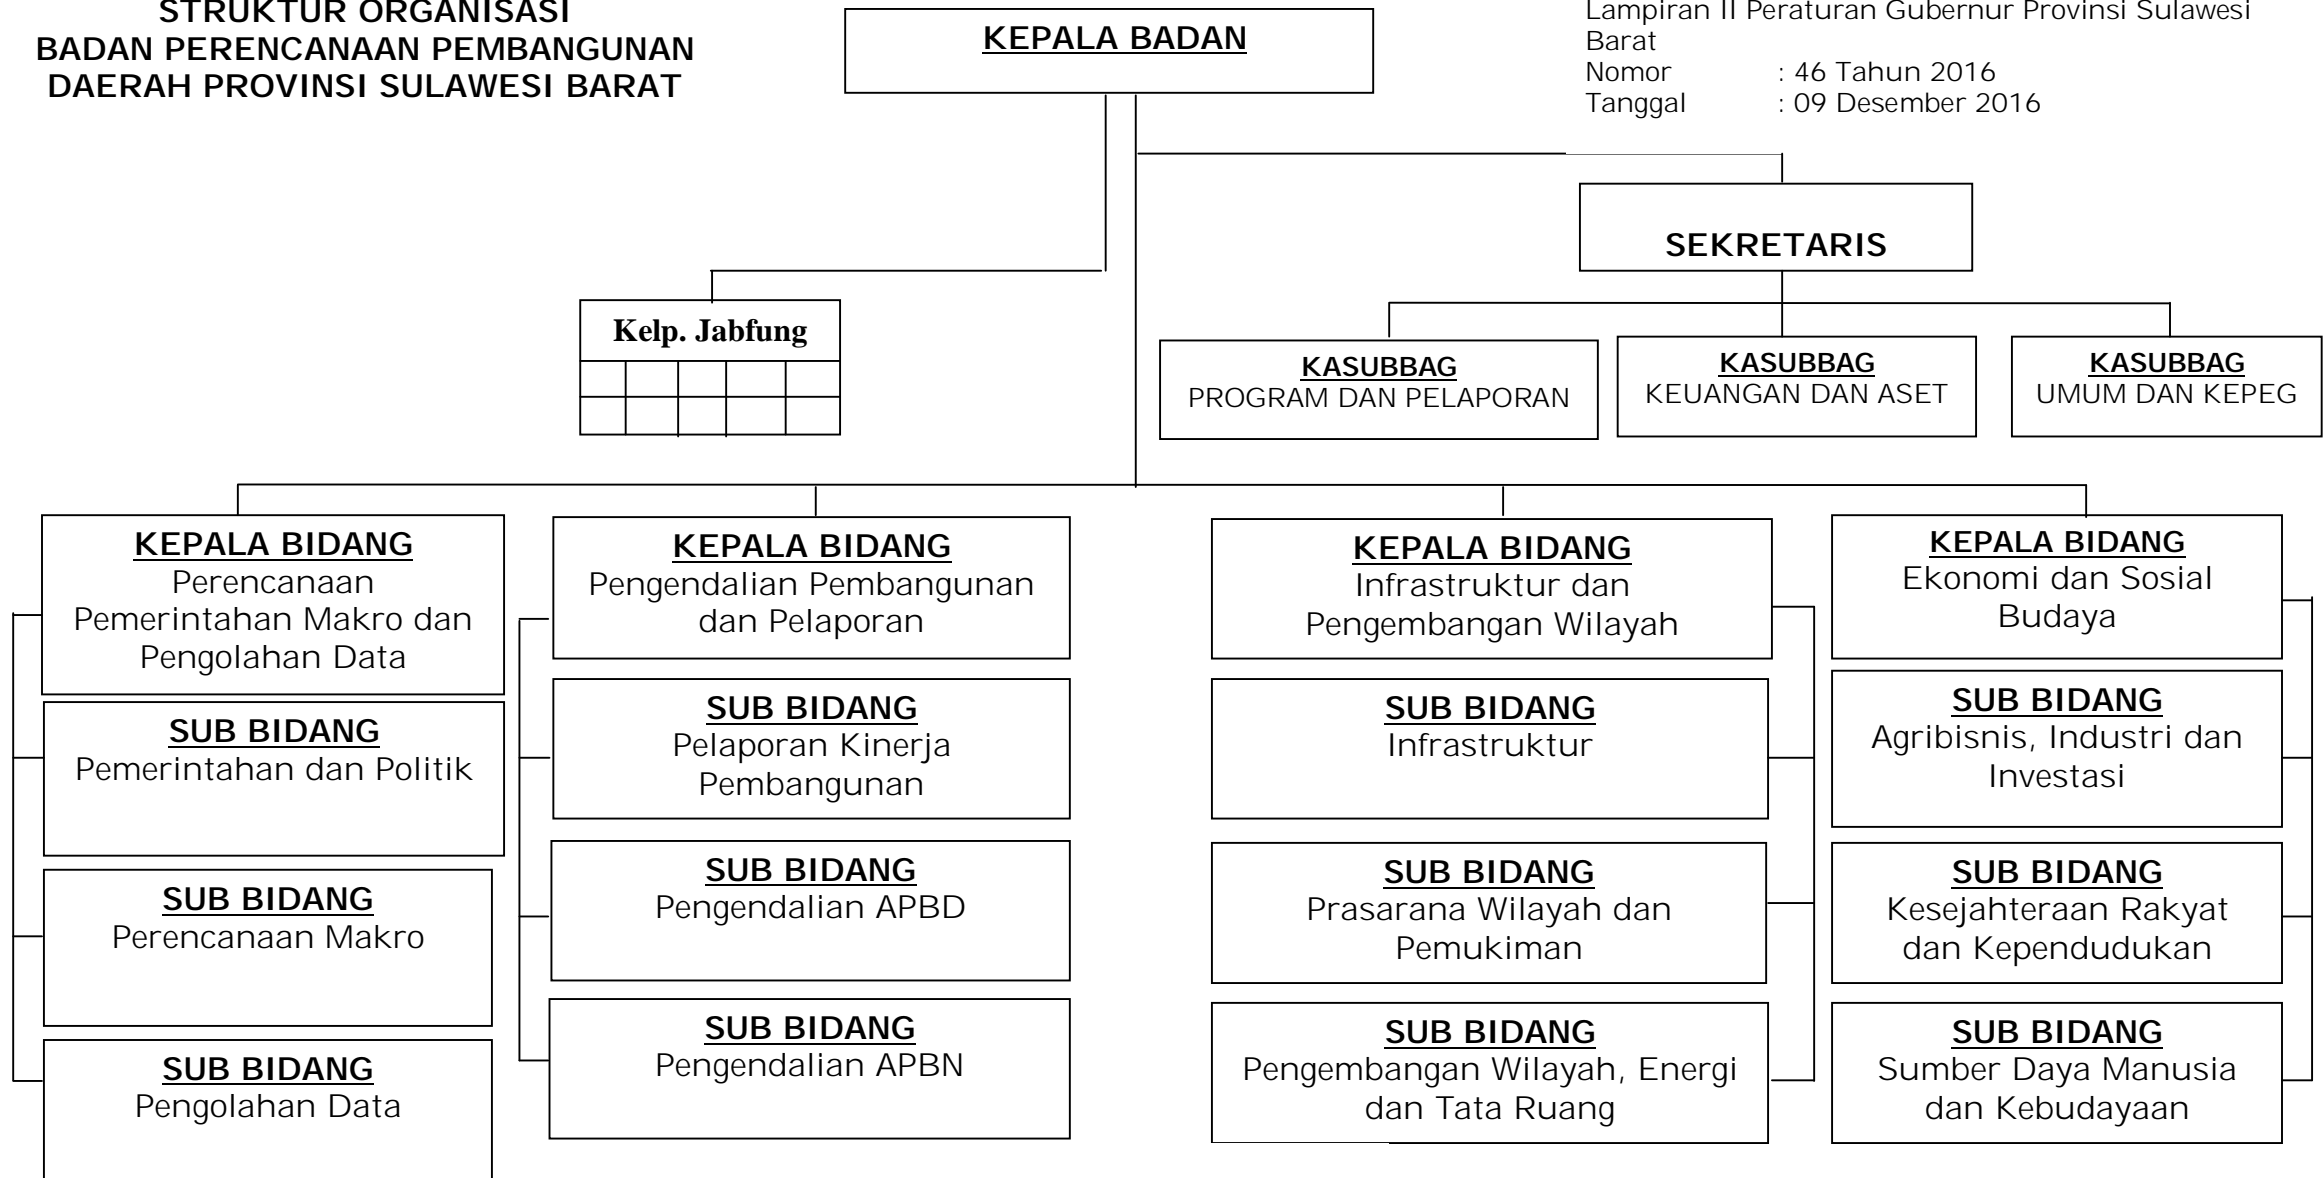 STRUKTUR ORGANISASI
BADAN PERENCANAAN PEMBANGUNAN
DAERAH PROVINSI SULAWESI BARAT
KEPALA BADAN
Lampiran II Peraturan Gubernur Provinsi Sulawesi
Barat
Nomor : 46 Tahun 2016
Tanggal : 09 Desember 2016
SEKRETARIS
Kelp. Jabfung
KASUBBAG
PROGRAM DAN PELAPORAN
KASUBBAG
KEUANGAN DAN ASET
KASUBBAG
UMUM DAN KEPEG
KEPALA BIDANG
Perencanaan
Pemerintahan Makro dan
Pengolahan Data
SUB BIDANG
Pemerintahan dan Politik
SUB BIDANG
Perencanaan Makro
SUB BIDANG
Pengolahan Data
KEPALA BIDANG
Pengendalian Pembangunan
dan Pelaporan
SUB BIDANG
Pelaporan Kinerja
Pembangunan
SUB BIDANG
Pengendalian APBD
SUB BIDANG
Pengendalian APBN
KEPALA BIDANG
Infrastruktur dan
Pengembangan Wilayah
SUB BIDANG
Infrastruktur
SUB BIDANG
Prasarana Wilayah dan
Pemukiman
SUB BIDANG
Pengembangan Wilayah, Energi
dan Tata Ruang
KEPALA BIDANG
Ekonomi dan Sosial
Budaya
SUB BIDANG
Agribisnis, Industri dan
Investasi
SUB BIDANG
Kesejahteraan Rakyat
dan Kependudukan
SUB BIDANG
Sumber Daya Manusia
dan Kebudayaan